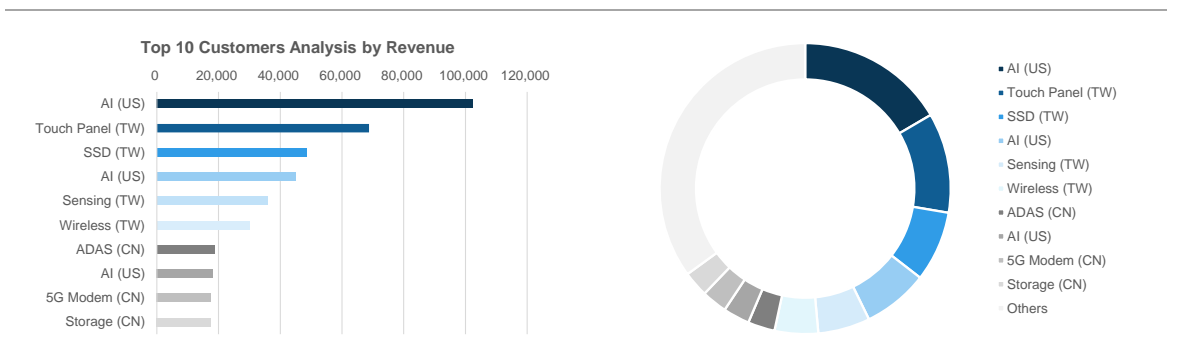 Top 10 Customers Analysis by Revenue
0 20,000 40,000 60,000 80,000 100,000 120,000
AI (US)
Touch Panel (TW)
SSD (TW)
AI (US)
Sensing (TW)
Wireless (TW)
ADAS (CN)
AI (US)
5G Modem (CN)
Storage (CN)
AI (US)
Touch Panel (TW)
SSD (TW)
AI (US)
Sensing (TW)
Wireless (TW)
ADAS (CN)
AI (US)
5G Modem (CN)
Storage (CN)
Others